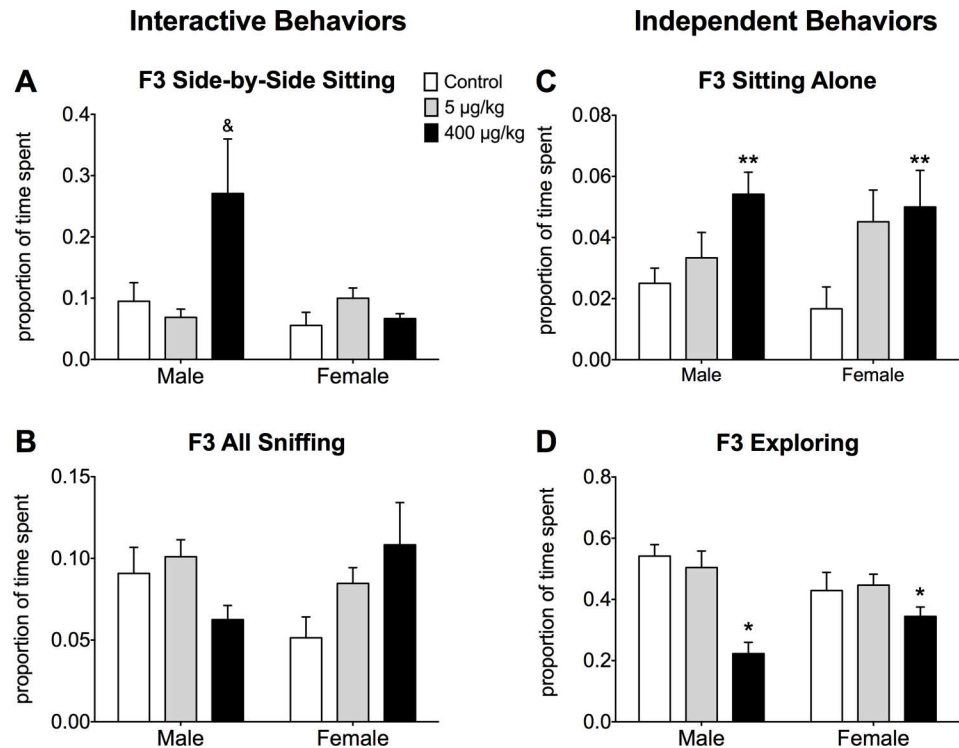 Interactive Behaviors
Independent Behaviors
A
F3 Side-by-Side Sitting
Control
5 µg/kg
400 µg/kg
proportion of time spent
0.4
0.3
0.2
0.1
0.0
&
Male
Female
C
F3 Sitting Alone
proportion of time spent
0.08
0.06
0.04
0.02
0.00
**
**
Male
Female
B
F3 All Sniffing
proportion of time spent
0.15
0.10
0.05
0.00
Male
Female
D
F3 Exploring
proportion of time spent
0.8
0.6
0.4
0.2
0.0
*
*
Male
Female